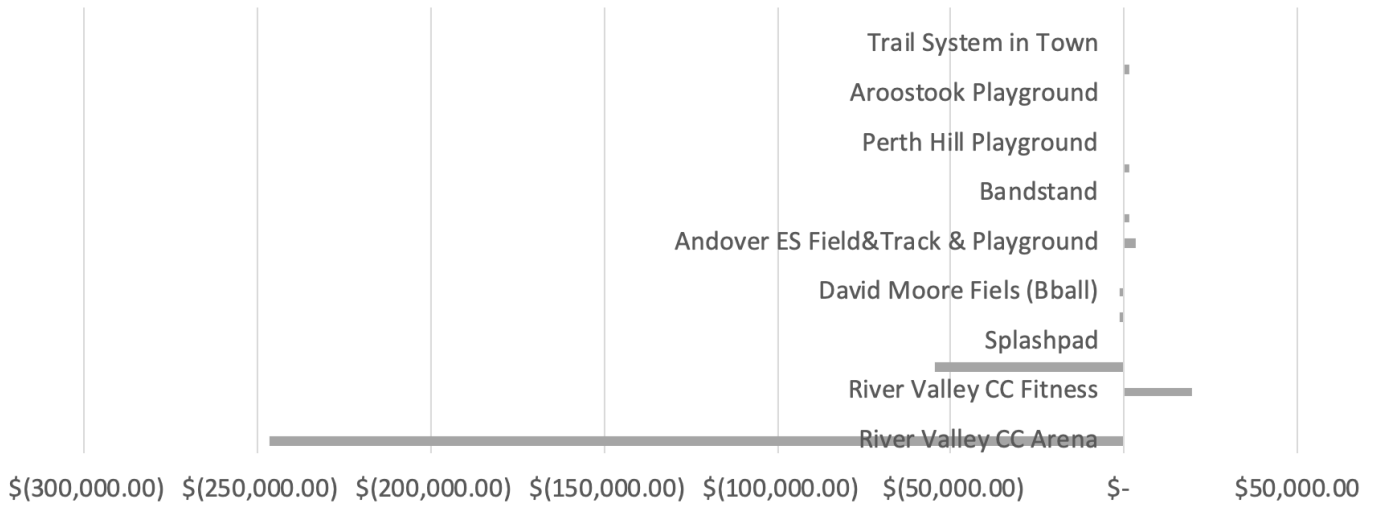 Trail System in Town
Aroostook Playground
Perth Hill Playground
Bandstand
Andover ES Field&Track & Playground
David Moore Fiels (Bball)
Splashpad
River Valley CC Fitness
River Valley CC Arena
$(300,000.00) $(250,000.00) $(200,000.00) $(150,000.00) $(100,000.00) $(50,000.00) $- $50,000.00